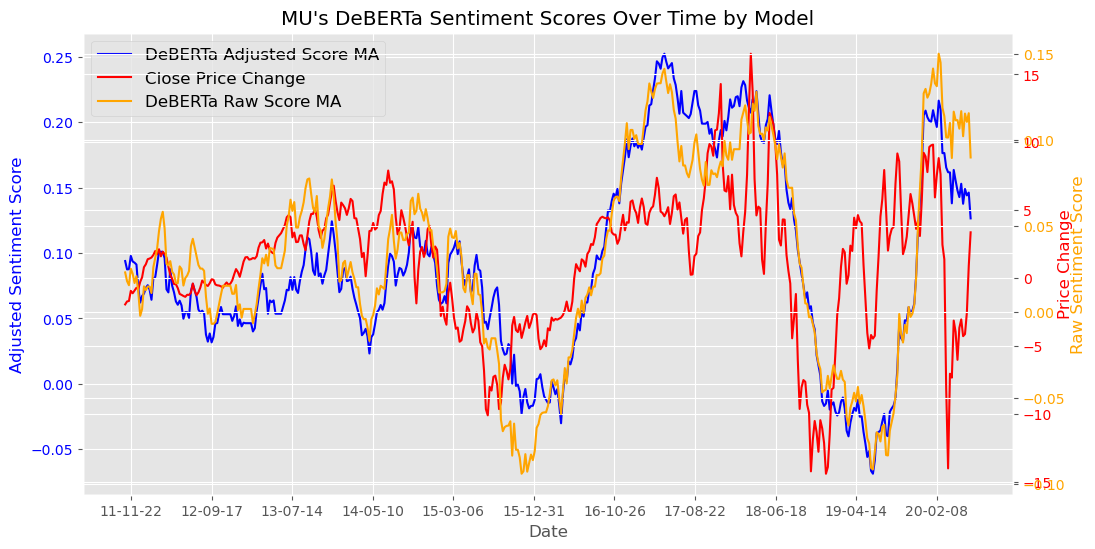 MU's DeBERTa Sentiment Scores Over Time by Model
DeBERTa Adjusted Score MA
Close Price Change
DeBERTa Raw Score MA
Adjusted Sentiment Score
0.25
0.20
0.15
0.10
0.05
0.00
−0.05
15
10
5
0
−5
−10
−15
Price Change
0.15
0.10
0.05
0.00
−0.05
−0.10
Raw Sentiment Score
11-11-22 12-09-17 13-07-14 14-05-10 15-03-06 15-12-31 16-10-26 17-08-22 18-06-18 19-04-14 20-02-08
Date